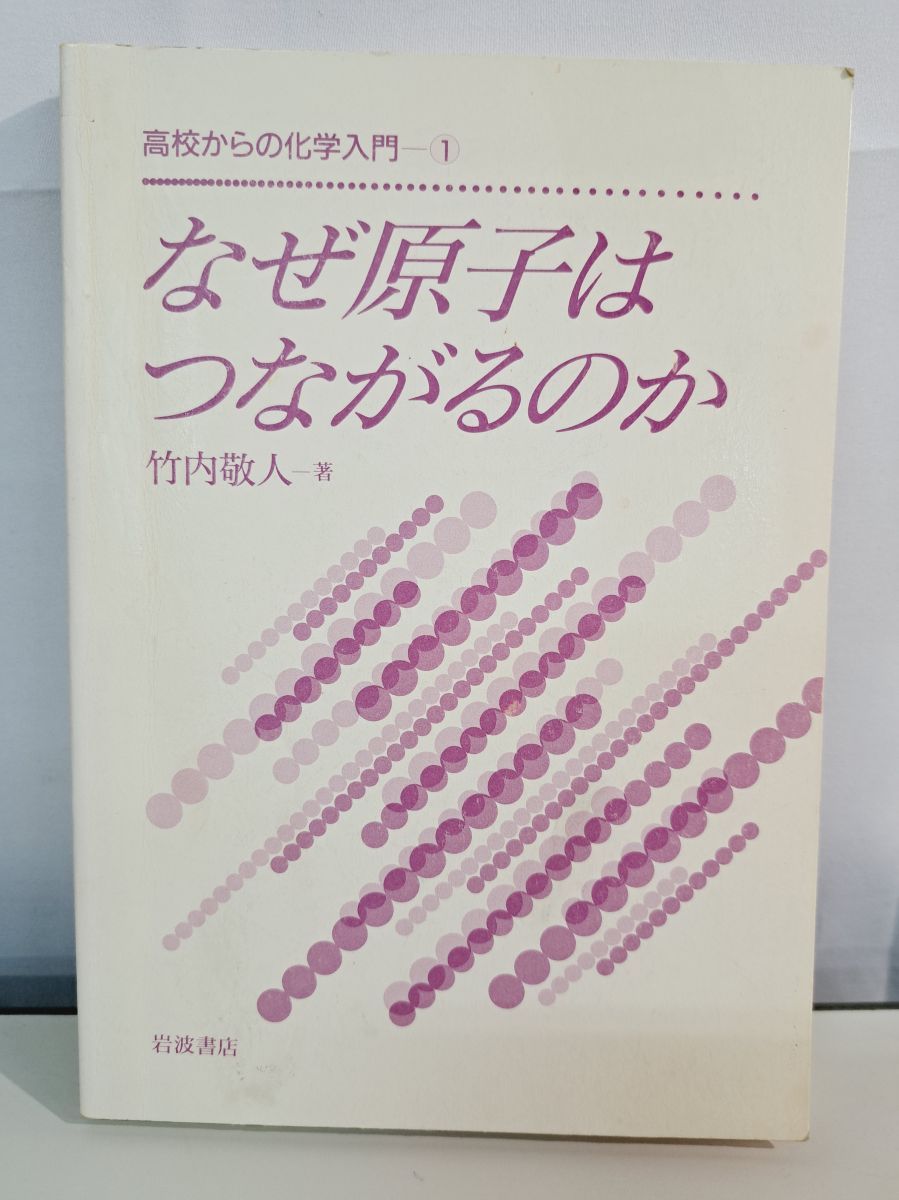 高校からの化学入門―①
なぜ原子は
つながるのか
竹内敬人―著
岩波書店